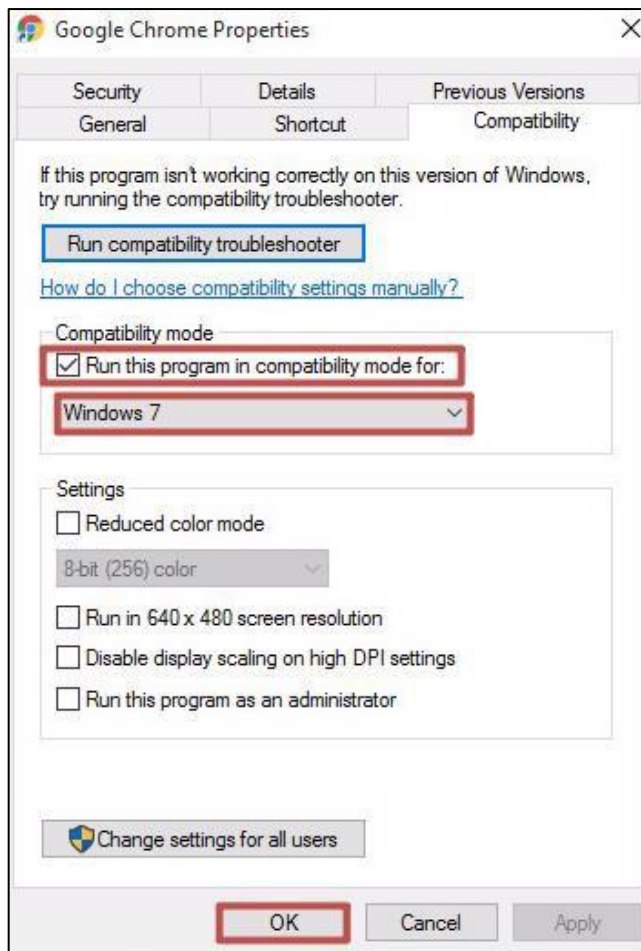 Google Chrome Properties
Security Details Previous Versions
General Shortcut Compatibility
If this program isn't working correctly on this version of Windows,
try running the compatibility troubleshooter.
Run compatibility troubleshooter
How do I choose compatibility settings manually?
Compatibility mode
Run this program in compatibility mode for:
Windows 7
Settings
Reduced color mode
8-bit (256) color
Run in 640 x 480 screen resolution
Disable display scaling on high DPI settings
Run this program as an administrator
Change settings for all users
OK Cancel Apply